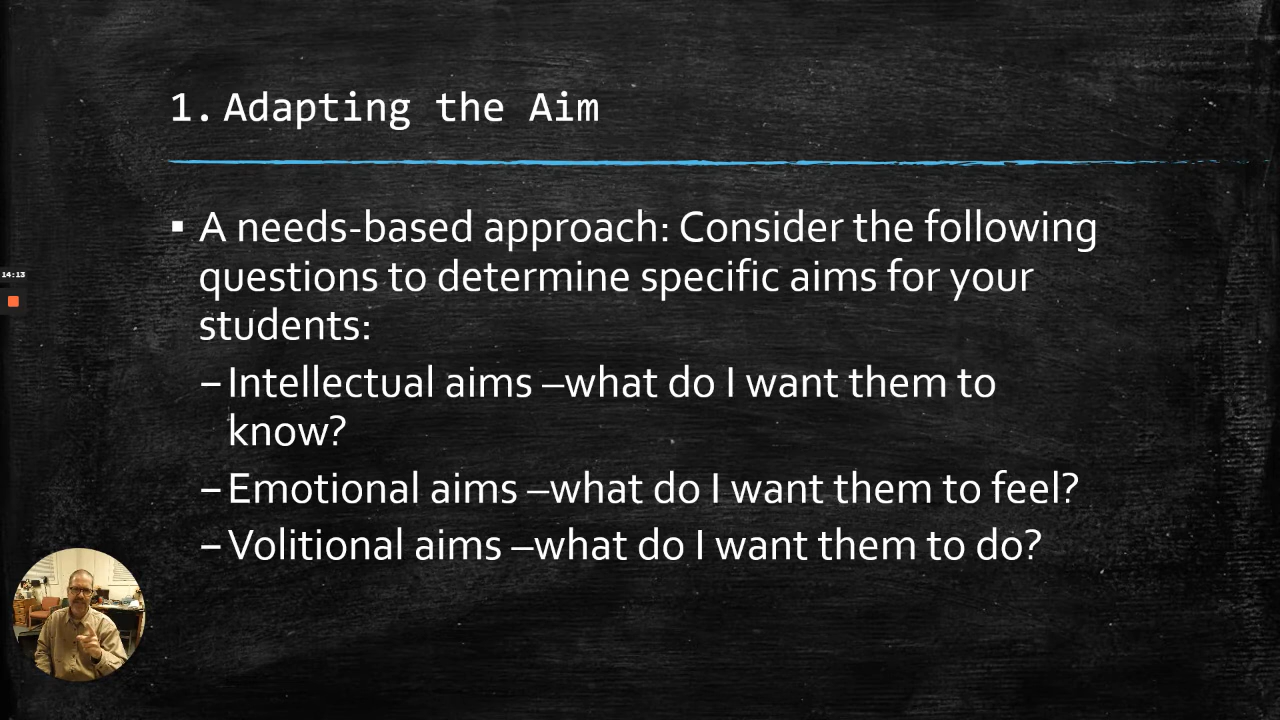 1. Adapting the Aim
▪ A needs-based approach: Consider the following
questions to determine specific aims for your
students:
–Intellectual aims –what do I want them to
know?
–Emotional aims –what do I want them to feel?
–Volitional aims –what do I want them to do?
14:13